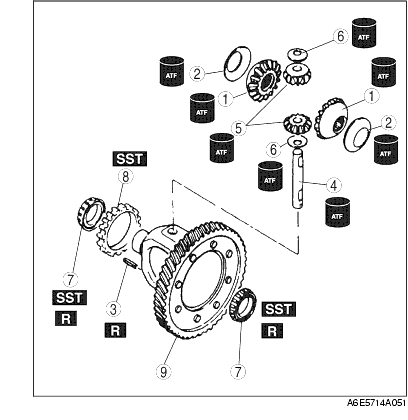 6 ATF
ATF 2 ATF
1 1
ATF 5 2
ATF 6 ATF
SST ATF
8 4
ATF
7
SST 3 SST
R R R
9 7
A6E5714A051